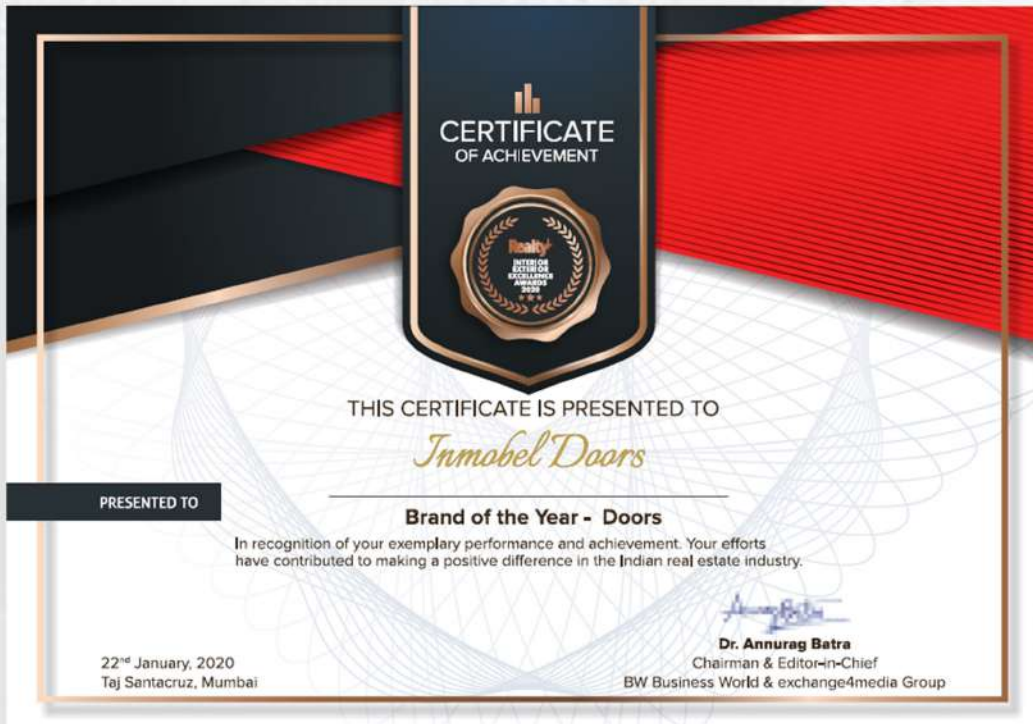 CERTIFICATE
OF ACHIEVEMENT
Realty+
INTERIOR
EXTERIOR
EXCELLENCE
AWARDS
2020
THIS CERTIFICATE IS PRESENTED TO
Inmobel Doors
PRESENTED TO
Brand of the Year - Doors
In recognition of your exemplary performance and achievement. Your efforts
have contributed to making a positive difference in the Indian real estate industry.
22nd January, 2020
Taj Santacruz, Mumbai
Dr. Annurag Batra
Chairman & Editor-in-Chief
BW Business World & exchange4media Group